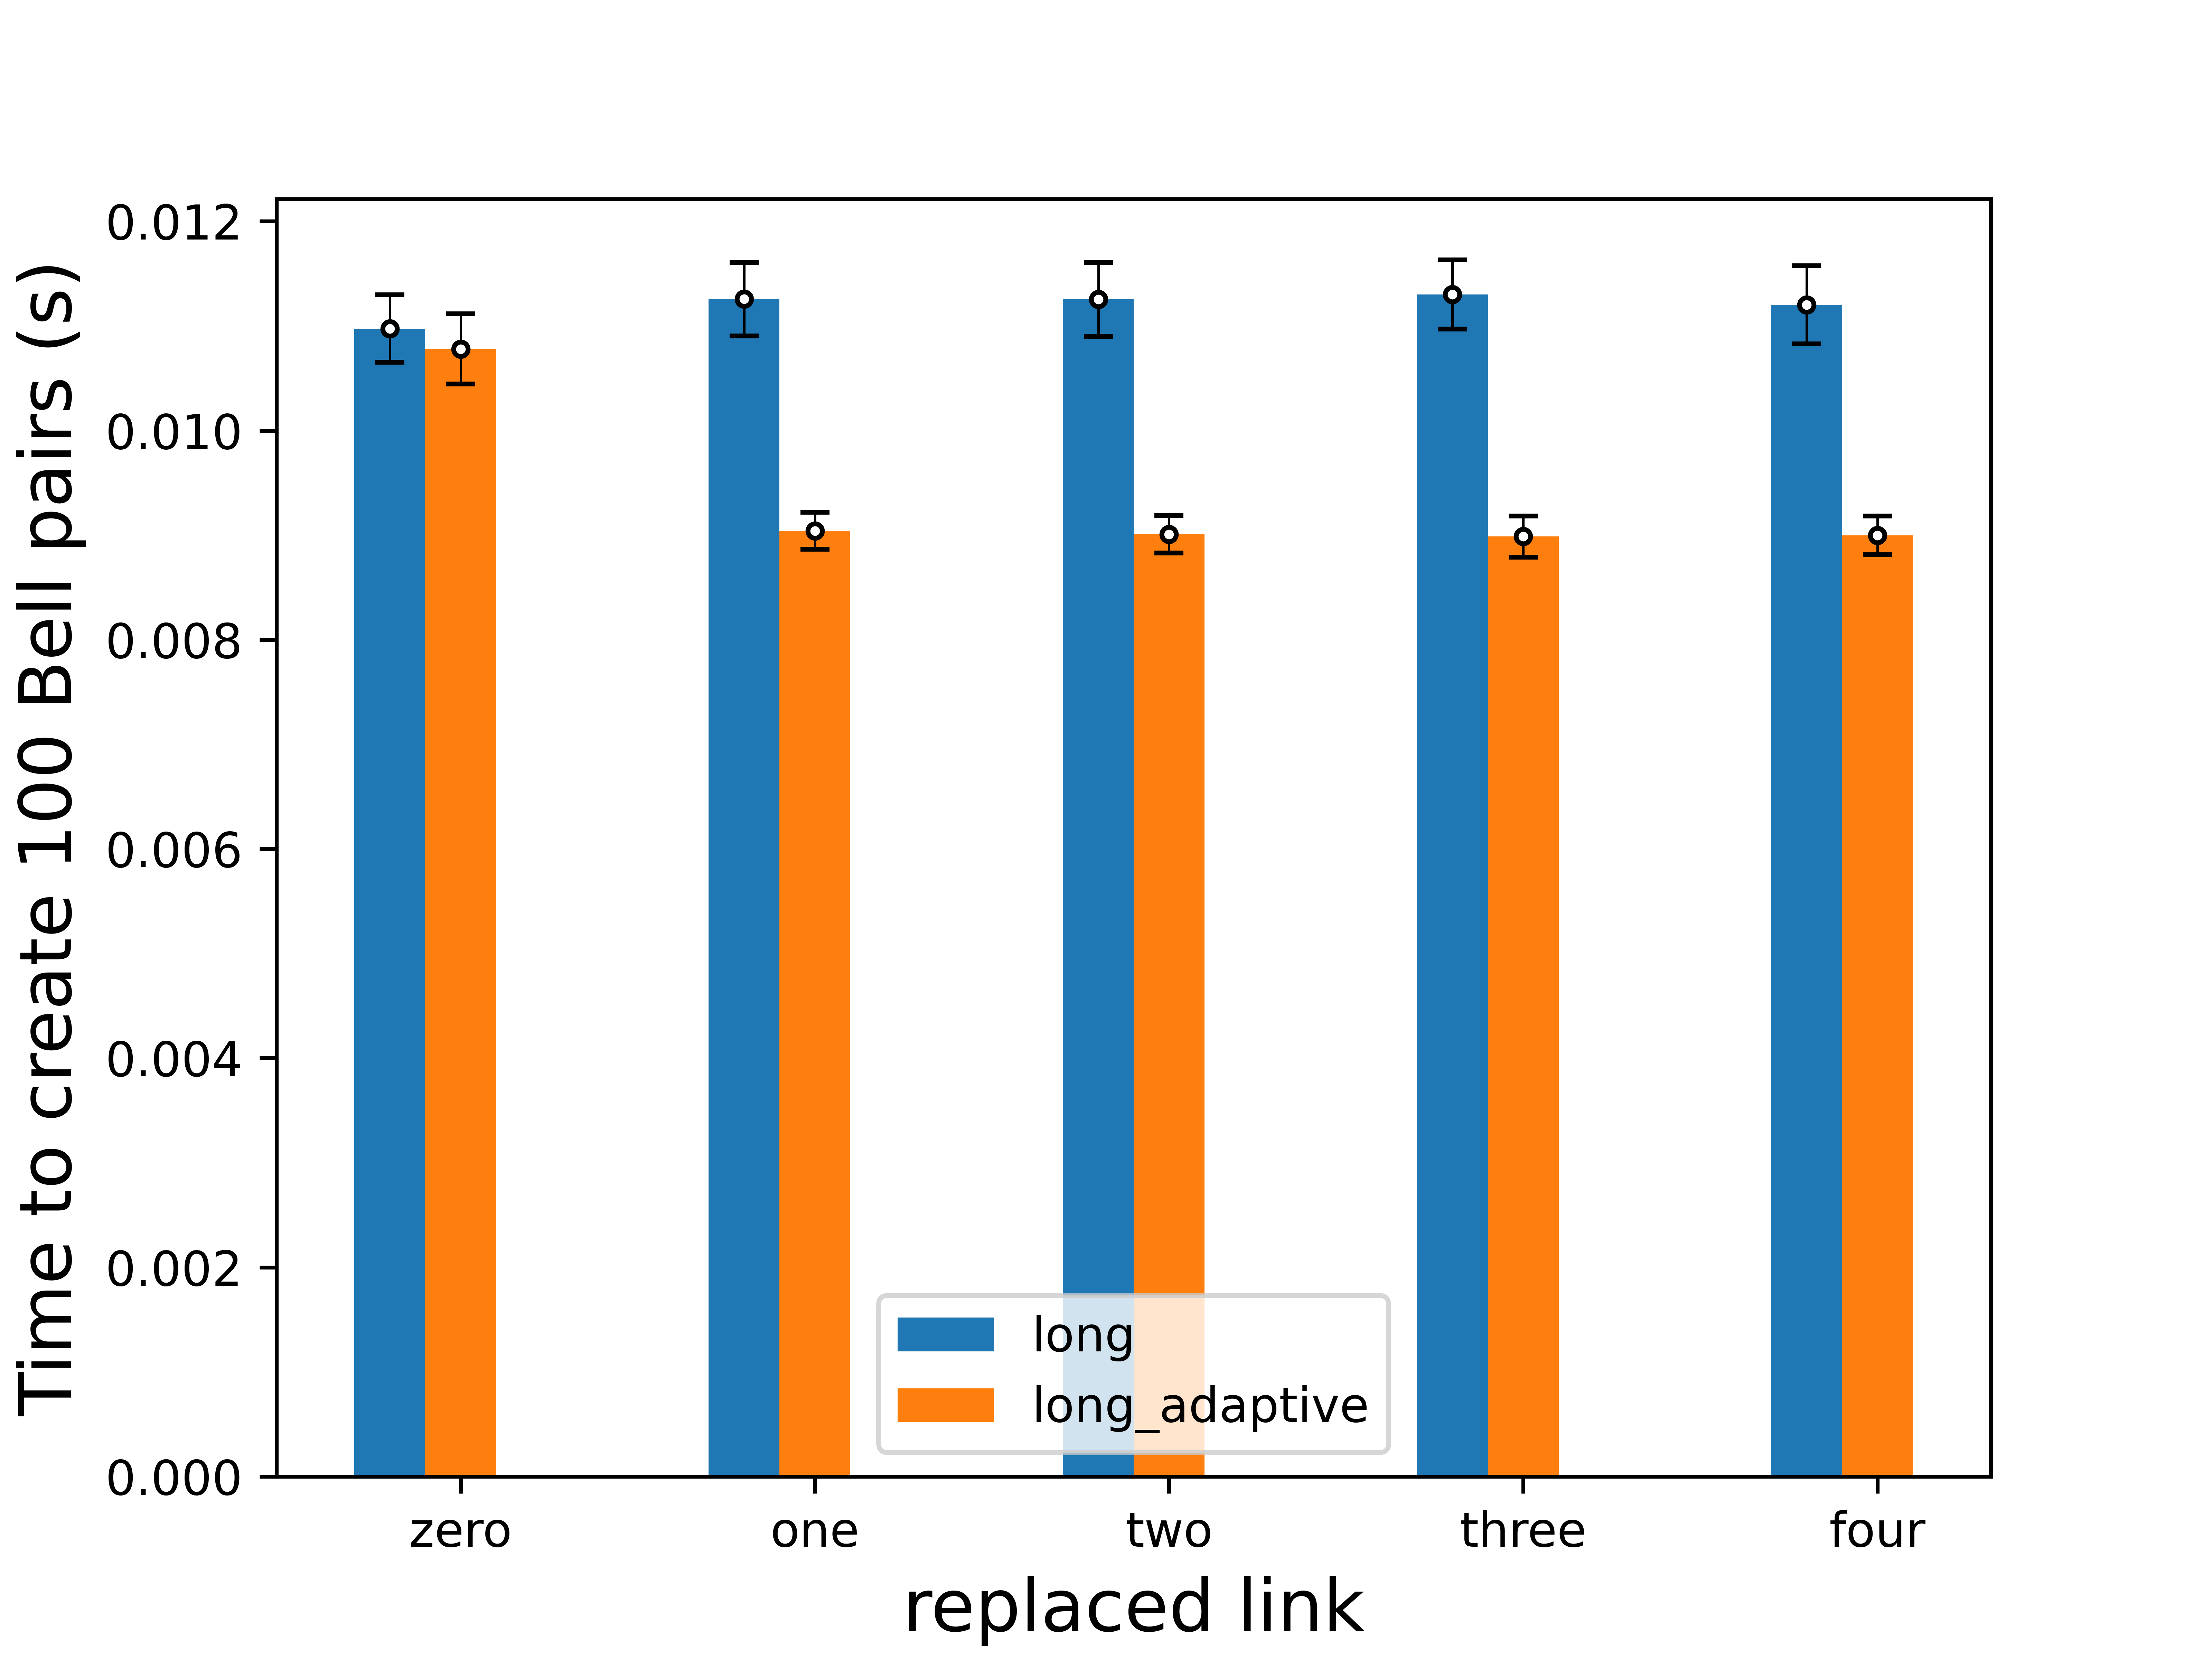 Time to create 100 Bell pairs (s)
0.012
0.010
0.008
0.006
0.004
0.002
0.000
long
long_adaptive
zero one two three four
replaced link